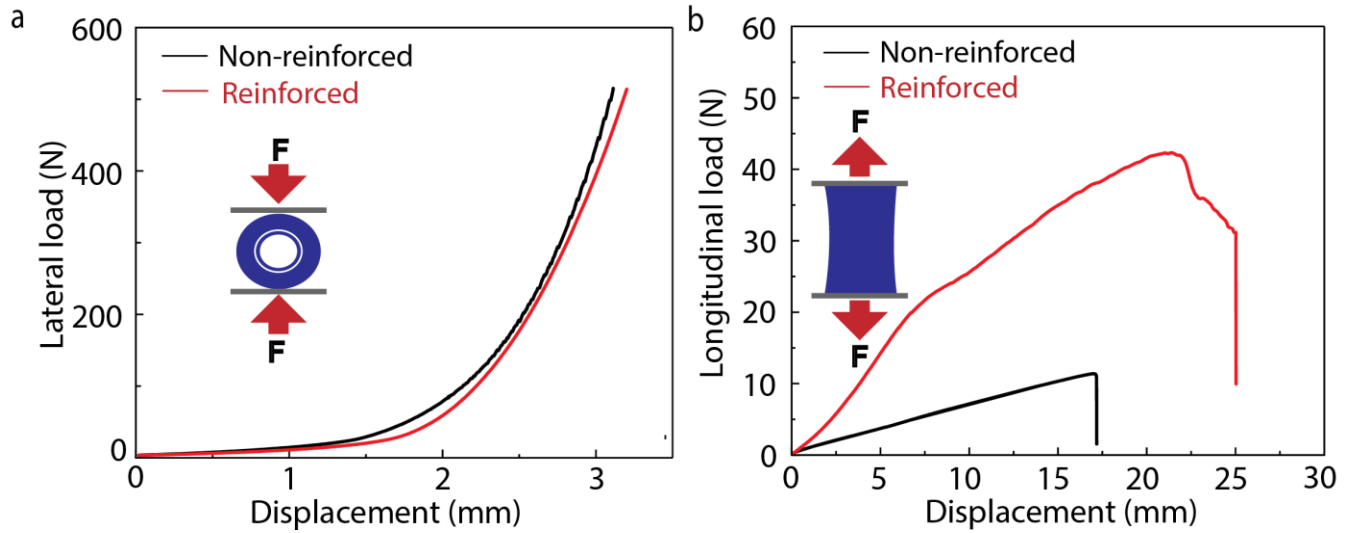 a
600
400
200
0
Lateral load (N)
Non-reinforced
Reinforced
F
F
0
1
2
3
Displacement (mm)
b
60
50
40
30
20
10
0
Longitudinal load (N)
Non-reinforced
Reinforced
F
F
0
5
10
15
20
25
30
Displacement (mm)